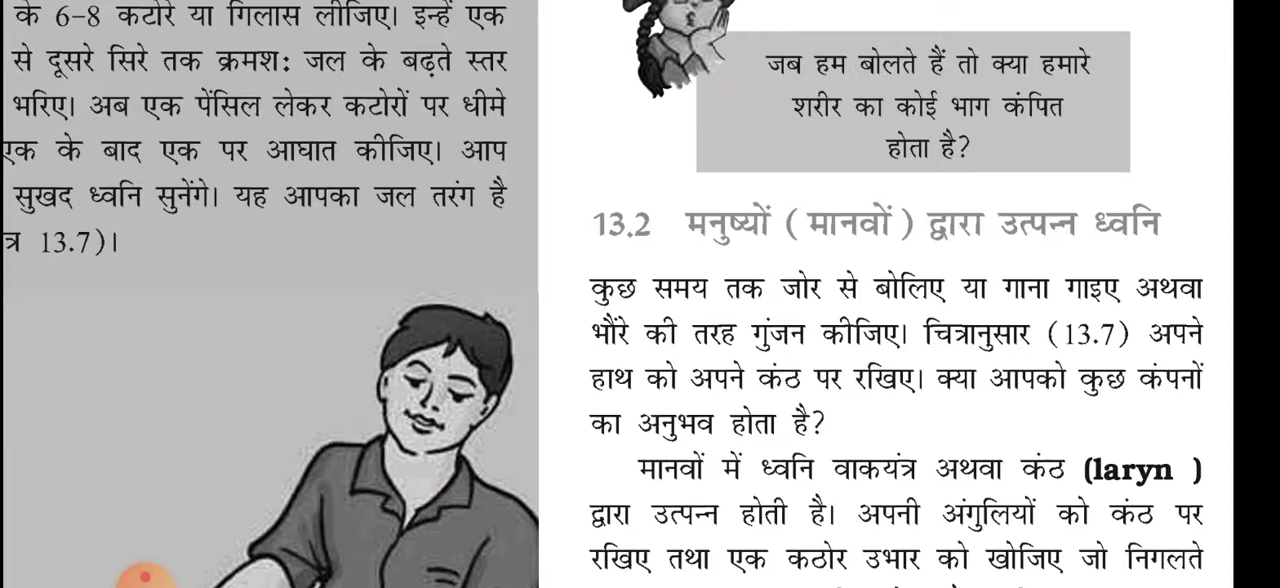 के 6-8 कटोरे या गिलास लीजिए। इन्हें एक
से दूसरे सिरे तक क्रमश: जल के बढ़ते स्तर
भरिए। अब एक पेंसिल लेकर कटोरों पर धीमे
एक के बाद एक पर आघात कीजिए। आप
सुखद ध्वनि सुनेंगे। यह आपका जल तरंग है
त्र 13.7)।
जब हम बोलते हैं तो क्या हमारे
शरीर का कोई भाग कंपित
होता है?
13.2 मनुष्यों ( मानवों ) द्वारा उत्पन्न ध्वनि
कुछ समय तक जोर से बोलिए या गाना गाइए अथवा
भौंरे की तरह गुंजन कीजिए। चित्रानुसार (13.7) अपने
हाथ को अपने कंठ पर रखिए। क्या आपको कुछ कंपनों
का अनुभव होता है?
मानवों में ध्वनि वाकयंत्र अथवा कंठ (laryn )
द्वारा उत्पन्न होती है। अपनी अंगुलियों को कंठ पर
रखिए तथा एक कठोर उभार को खोजिए जो निगलते